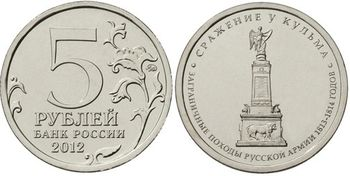 5
РУБЛЕЙ
БАНК РОССИИ
2012
СРАЖЕНИЕ У КУЛЬМА
ЗАГРАНИЧНЫЕ ПОХОДЫ РУССКОЙ АРМИИ 1813-1814 ГОДОВ